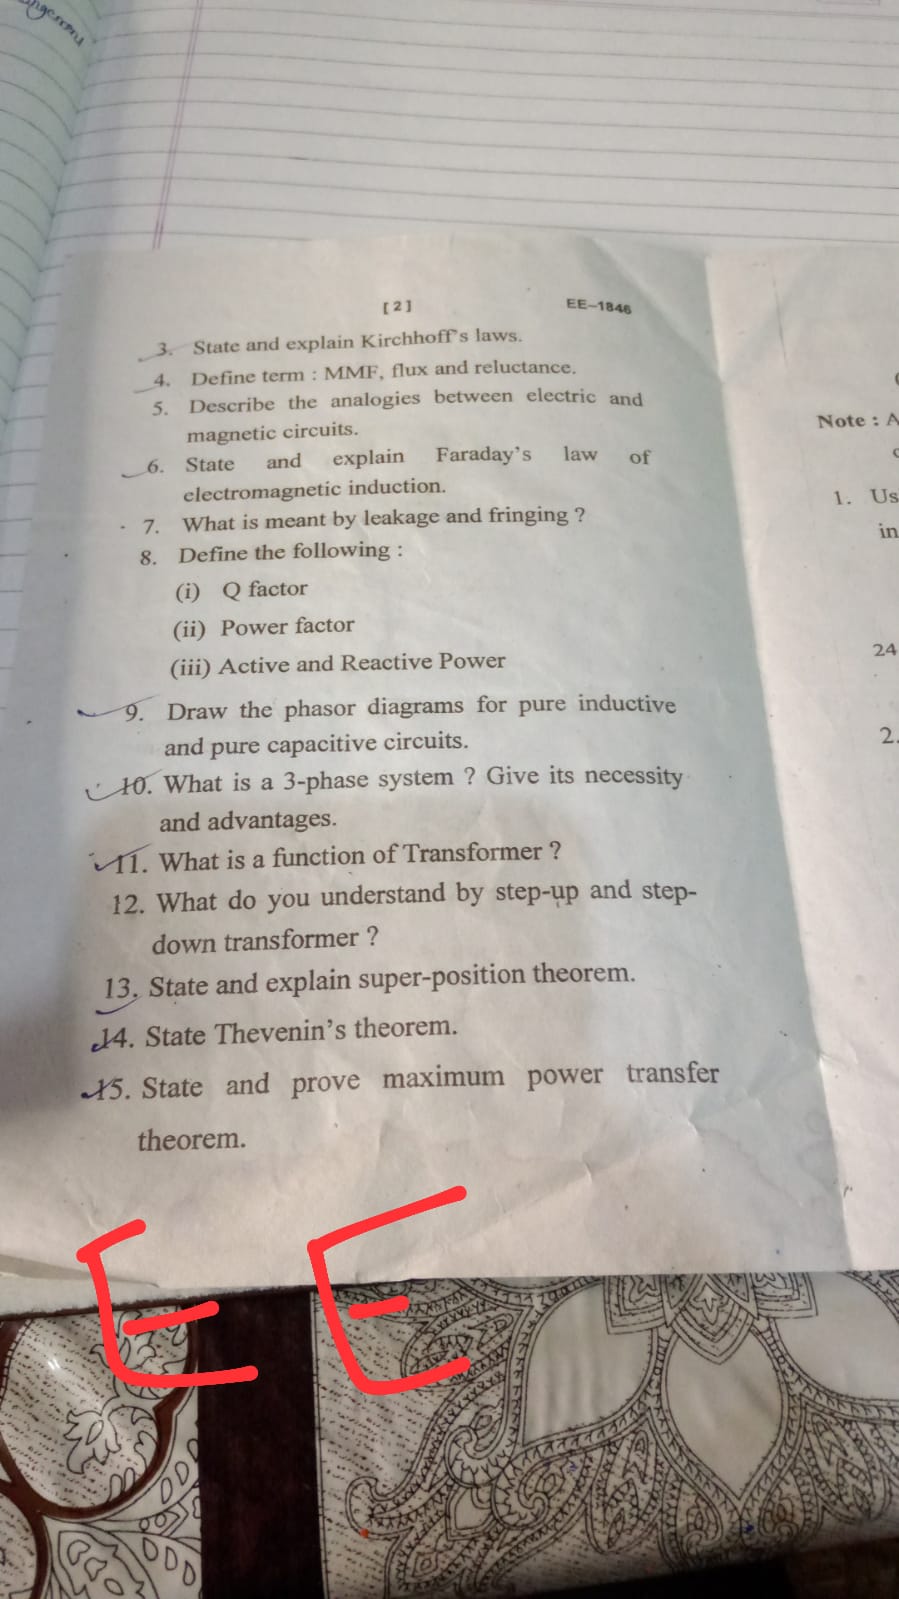 [2]
EE-1846
3. State and explain Kirchhoff's laws.
4. Define term : MMF, flux and reluctance.
5. Describe the analogies between electric and
magnetic circuits.
6. State and explain Faraday's law of
electromagnetic induction.
7. What is meant by leakage and fringing ?
8. Define the following :
(i) Q factor
(ii) Power factor
(iii) Active and Reactive Power
9. Draw the phasor diagrams for pure inductive
and pure capacitive circuits.
10. What is a 3-phase system ? Give its necessity
and advantages.
11. What is a function of Transformer ?
12. What do you understand by step-up and step-
down transformer ?
13. State and explain super-position theorem.
14. State Thevenin's theorem.
15. State and prove maximum power transfer
theorem.
E E
Note : A
1. Us
in
24
2.